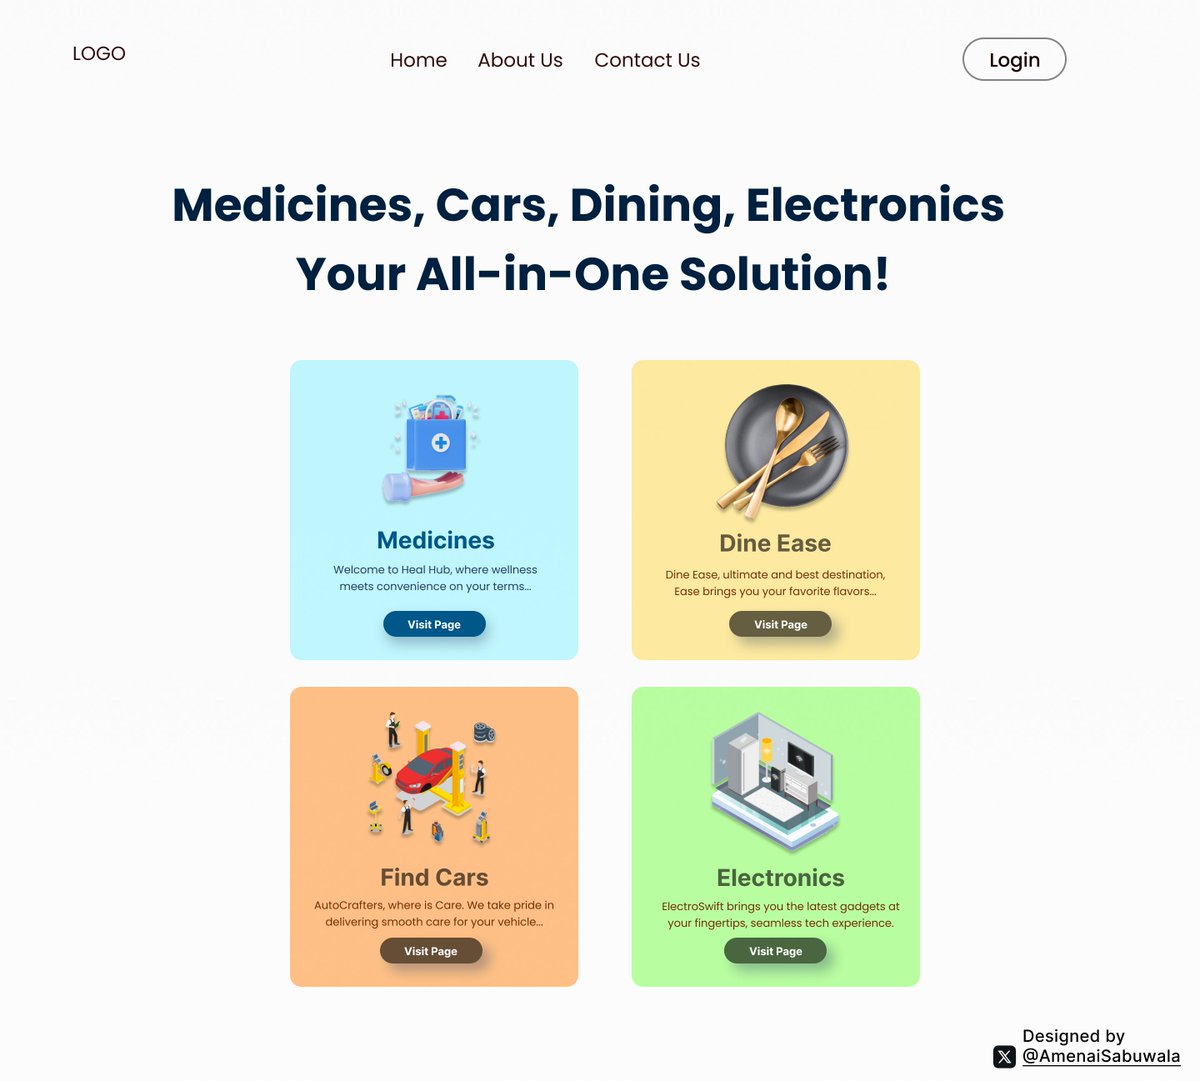 LOGO
Home
About Us
Contact Us
Login
Medicines, Cars, Dining, Electronics
Your All-in-One Solution!
Medicines
Welcome to Heal Hub, where wellness
meets convenience on your terms...
Visit Page
Dine Ease
Dine Ease, ultimate and best destination,
Ease brings you your favorite flavors...
Visit Page
Find Cars
AutoCrafters, where is Care. We take pride in
delivering smooth care for your vehicle...
Visit Page
Electronics
ElectroSwift brings you the latest gadgets at
your fingertips, seamless tech experience.
Visit Page
Designed by
@AmenaiSabuwala